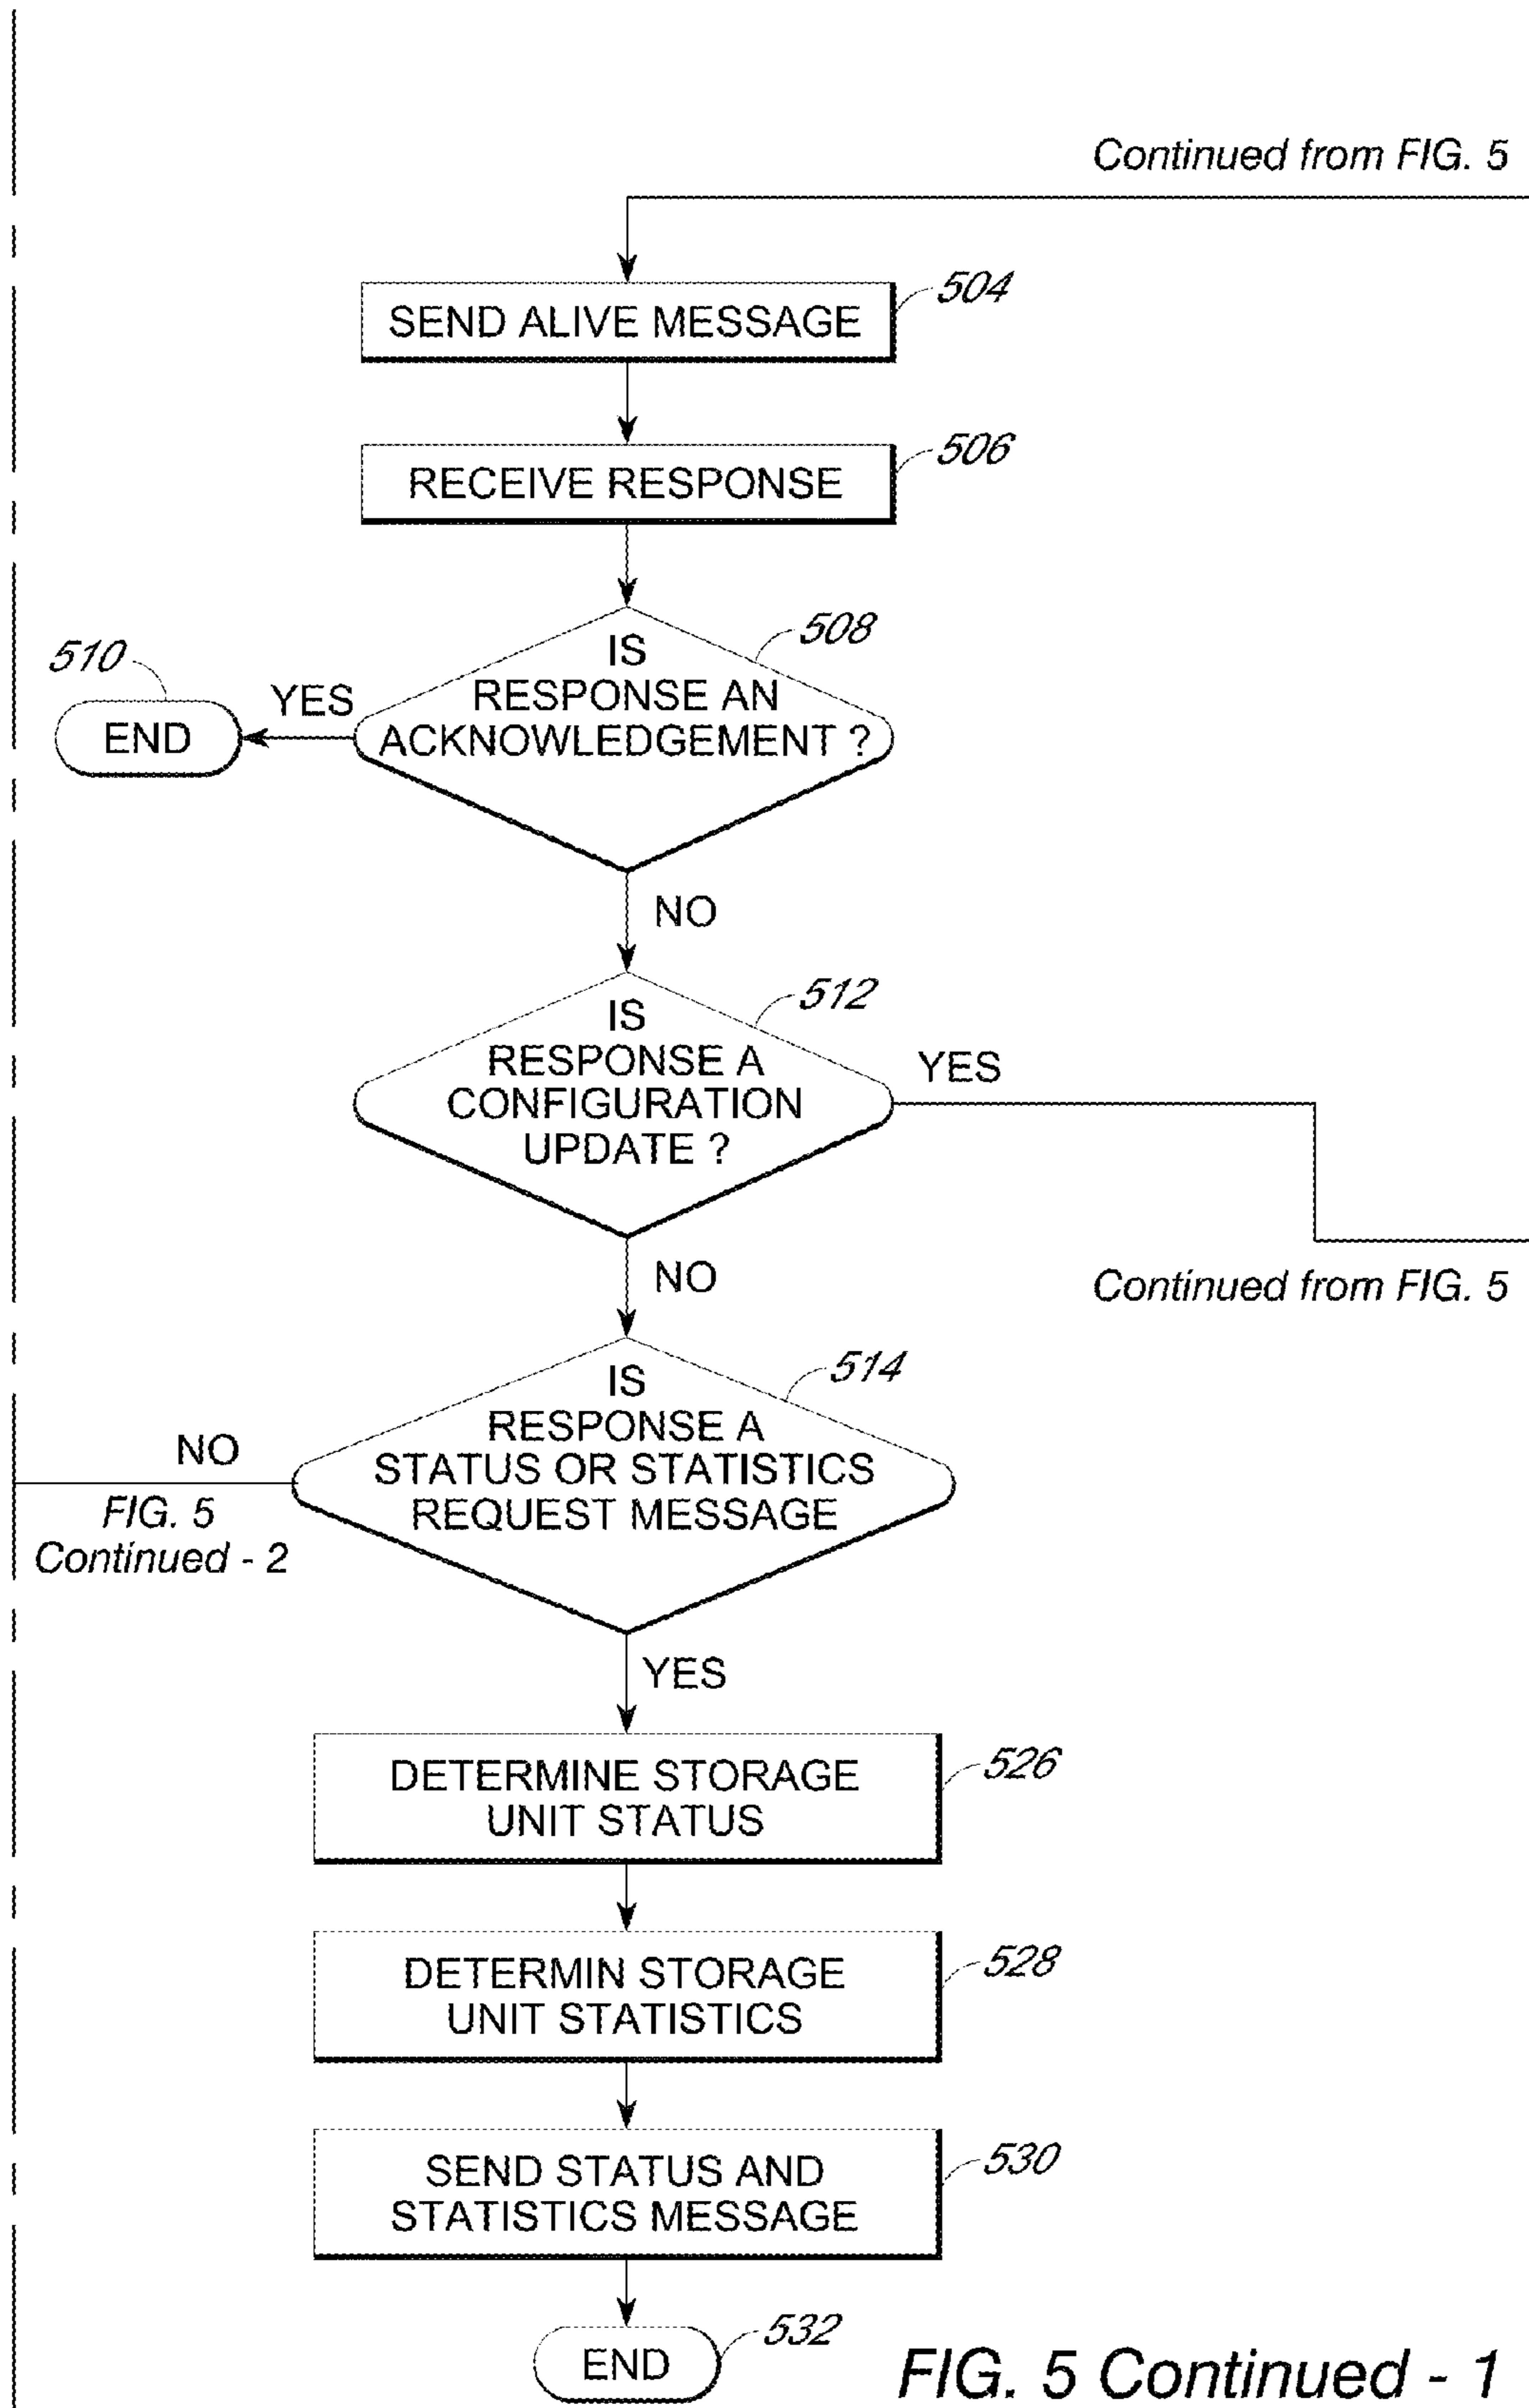 Continued from FIG. 5
SEND ALIVE MESSAGE
504
RECEIVE RESPONSE
506
IS
RESPONSE AN
ACKNOWLEDGEMENT ?
508
YES
510
END
NO
IS
RESPONSE A
CONFIGURATION
UPDATE ?
512
YES
Continued from FIG. 5
NO
IS
RESPONSE A
STATUS OR STATISTICS
REQUEST MESSAGE
514
NO
FIG. 5
Continued - 2
YES
DETERMINE STORAGE
UNIT STATUS
526
DETERMIN STORAGE
UNIT STATISTICS
528
SEND STATUS AND
STATISTICS MESSAGE
530
END
532
FIG. 5 Continued - 1